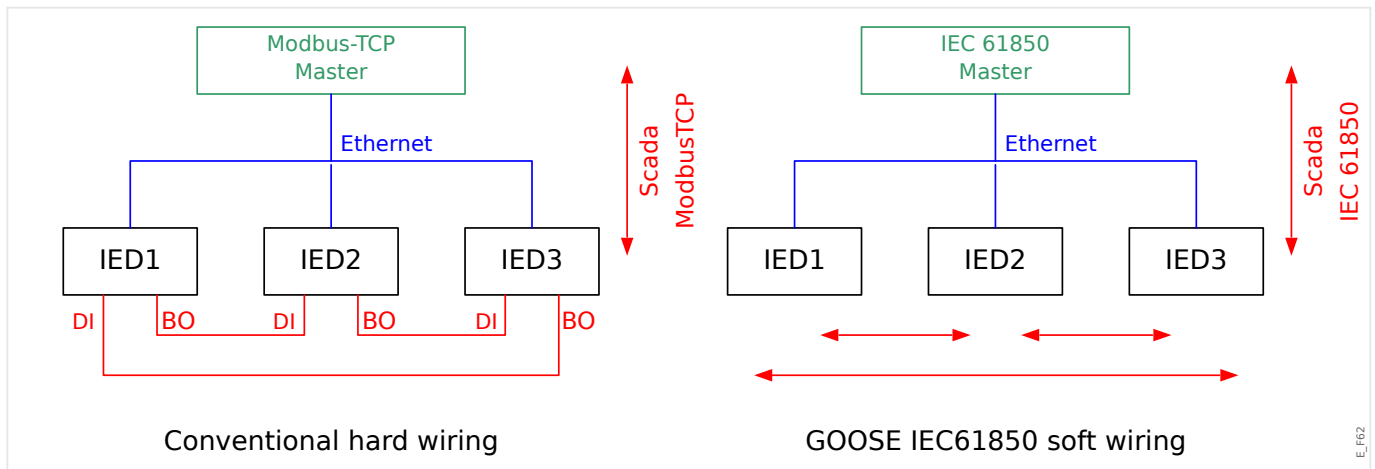 Modbus-TCP
Master
Ethernet
Scada
ModbusTCP
IED1
IED2
IED3
DI
BO
DI
BO
DI
BO
Conventional hard wiring
IEC 61850
Master
Ethernet
Scada
IEC 61850
IED1
IED2
IED3
GOOSE IEC61850 soft wiring
E_F62